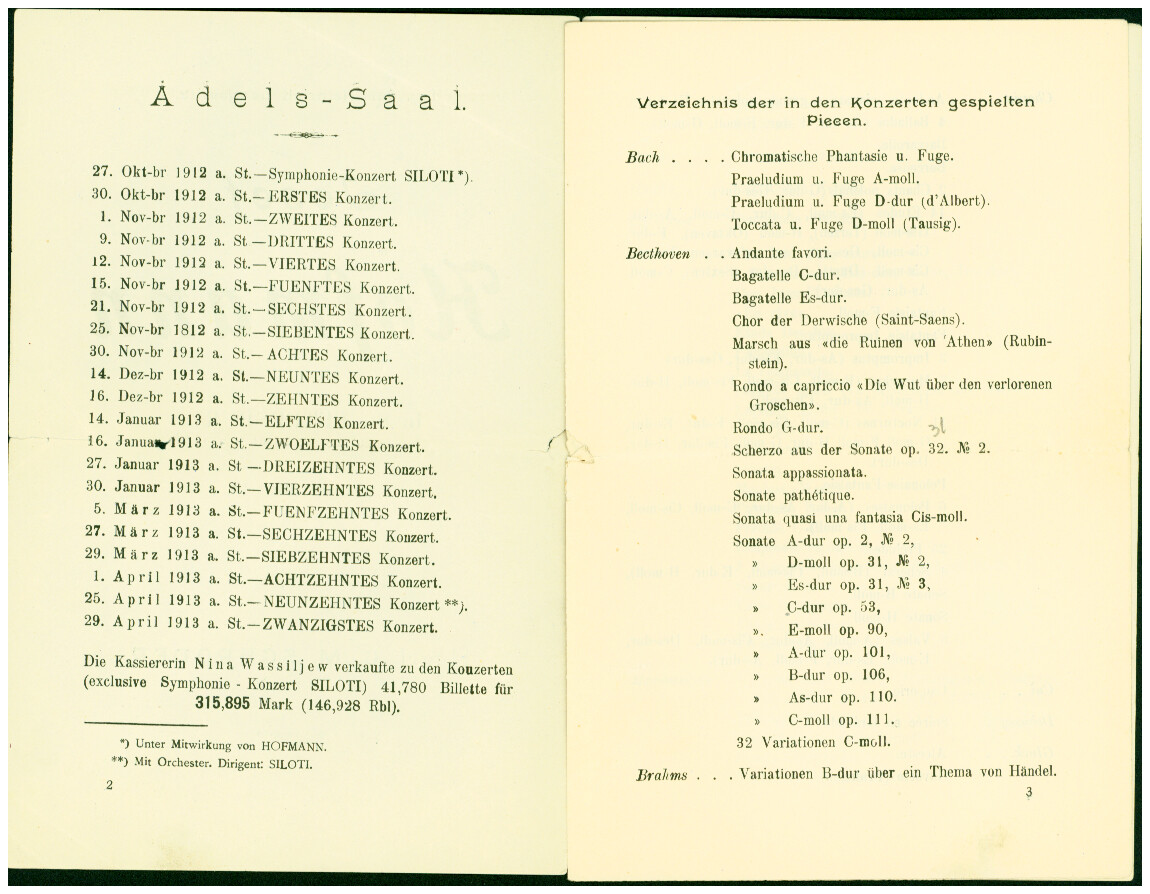 Adels-Saal.
27. Okt-br 1912 a. St.—Symphonie-Konzert SILOTI*).
30. Okt-br 1912 a. St.—ERSTES Konzert.
1. Nov-br 1912 a. St.—ZWEITES Konzert.
9. Nov-br 1912 a. St —DRITTES Konzert.
12. Nov-br 1912 a. St.—VIERTES Konzert.
15. Nov-br 1912 a. St.—FUENFTES Konzert.
21. Nov-br 1912 a. St.—SECHSTES Konzert.
25. Nov-br 1812 a. St.—SIEBENTES Konzert.
30. Nov-br 1912 a. St.—ACHTES Konzert.
14. Dez-br 1912 a. St.—NEUNTES Konzert.
16. Dez-br 1912 a. St.—ZEHNTES Konzert.
14. Januar 1913 a. St.—ELFTES Konzert.
16. Januar 1913 a. St.—ZWOELFTES Konzert.
27. Januar 1913 a. St —DREIZEHNTES Konzert.
30. Januar 1913 a. St.—VIERZEHNTES Konzert.
5. März 1913 a. St.—FUENFZEHNTES Konzert.
27. März 1913 a. St.—SECHZEHNTES Konzert.
29. März 1913 a. St.—SIEBZEHNTES Konzert.
1. April 1913 a. St.—ACHTZEHNTES Konzert.
25. April 1913 a. St.—NEUNZEHNTES Konzert **).
29. April 1913 a. St.—ZWANZIGSTES Konzert.
Die Kassiererin Nina Wassiljew verkaufte zu den Konzerten
(exclusive Symphonie - Konzert SILOTI) 41,780 Billette für
315,895 Mark (146,928 Rbl).
*) Unter Mitwirkung von HOFMANN.
**) Mit Orchester. Dirigent: SILOTI.
2
Verzeichnis der in den Konzerten gespielten
Piecen.
Bach . . . . Chromatische Phantasie u. Fuge.
Praeludium u. Fuge A-moll.
Praeludium u. Fuge D-dur (d'Albert).
Toccata u. Fuge D-moll (Tausig).
Beethoven . . Andante favori.
Bagatelle C-dur.
Bagatelle Es-dur.
Chor der Derwische (Saint-Saens).
Marsch aus «die Ruinen von 'Athen» (Rubin-
stein).
Rondo a capriccio «Die Wut über den verlorenen
Groschen».
Rondo G-dur.
31
Scherzo aus der Sonate op. 32. № 2.
Sonata appassionata.
Sonate pathétique.
Sonata quasi una fantasia Cis-moll.
Sonate A-dur op. 2, № 2,
» D-moll op. 31, № 2,
» Es-dur op. 31, № 3,
» C-dur op. 53,
». E-moll op. 90,
» A-dur op. 101,
» B-dur op. 106,
» As-dur op. 110.
» C-moll op. 111.
32 Variationen C-moll.
Brahms . . . Variationen B-dur über ein Thema von Händel.
3